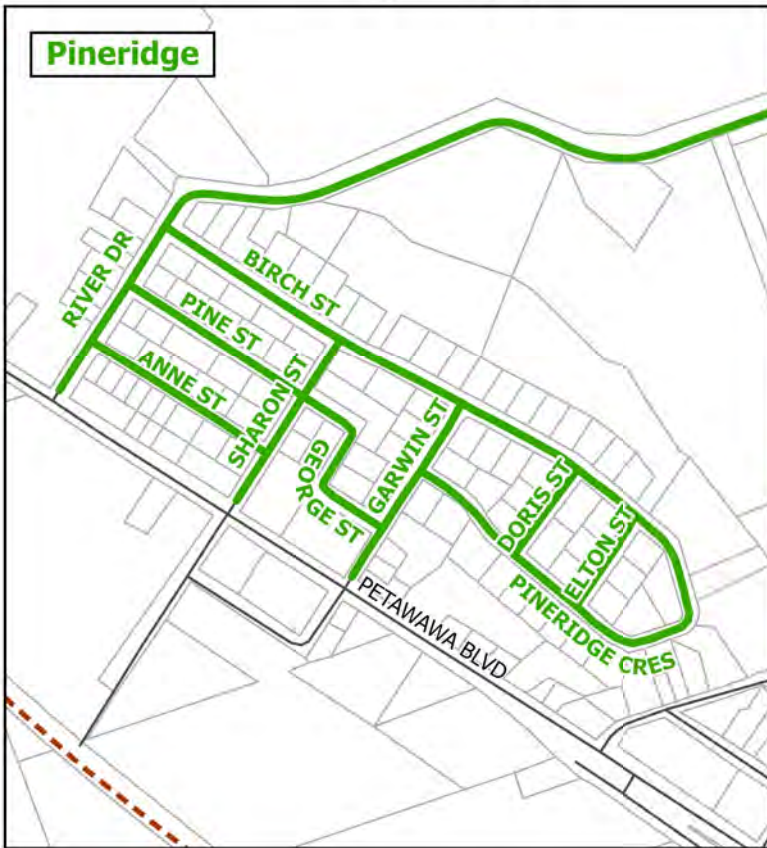 Pineridge
RIVER DR
BIRCH ST
PINE ST
ANNE ST
SHARON ST
GEORGE ST
GARWIN ST
DORIS ST
ELTON ST
PINERIDGE CRES
PETAWAWA BLVD